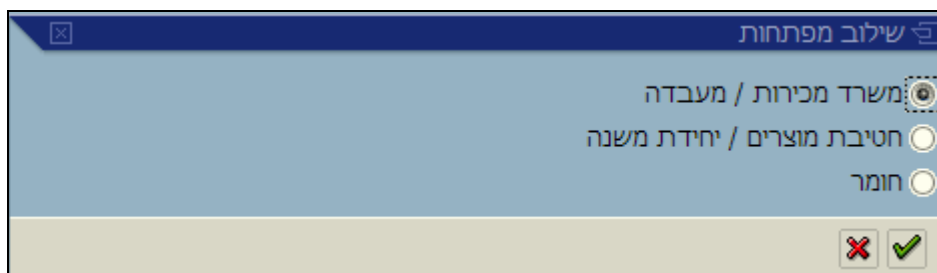 שילוב מפתחות
משרד מכירות / מעבדה
חטיבת מוצרים / יחידת משנה
חומר